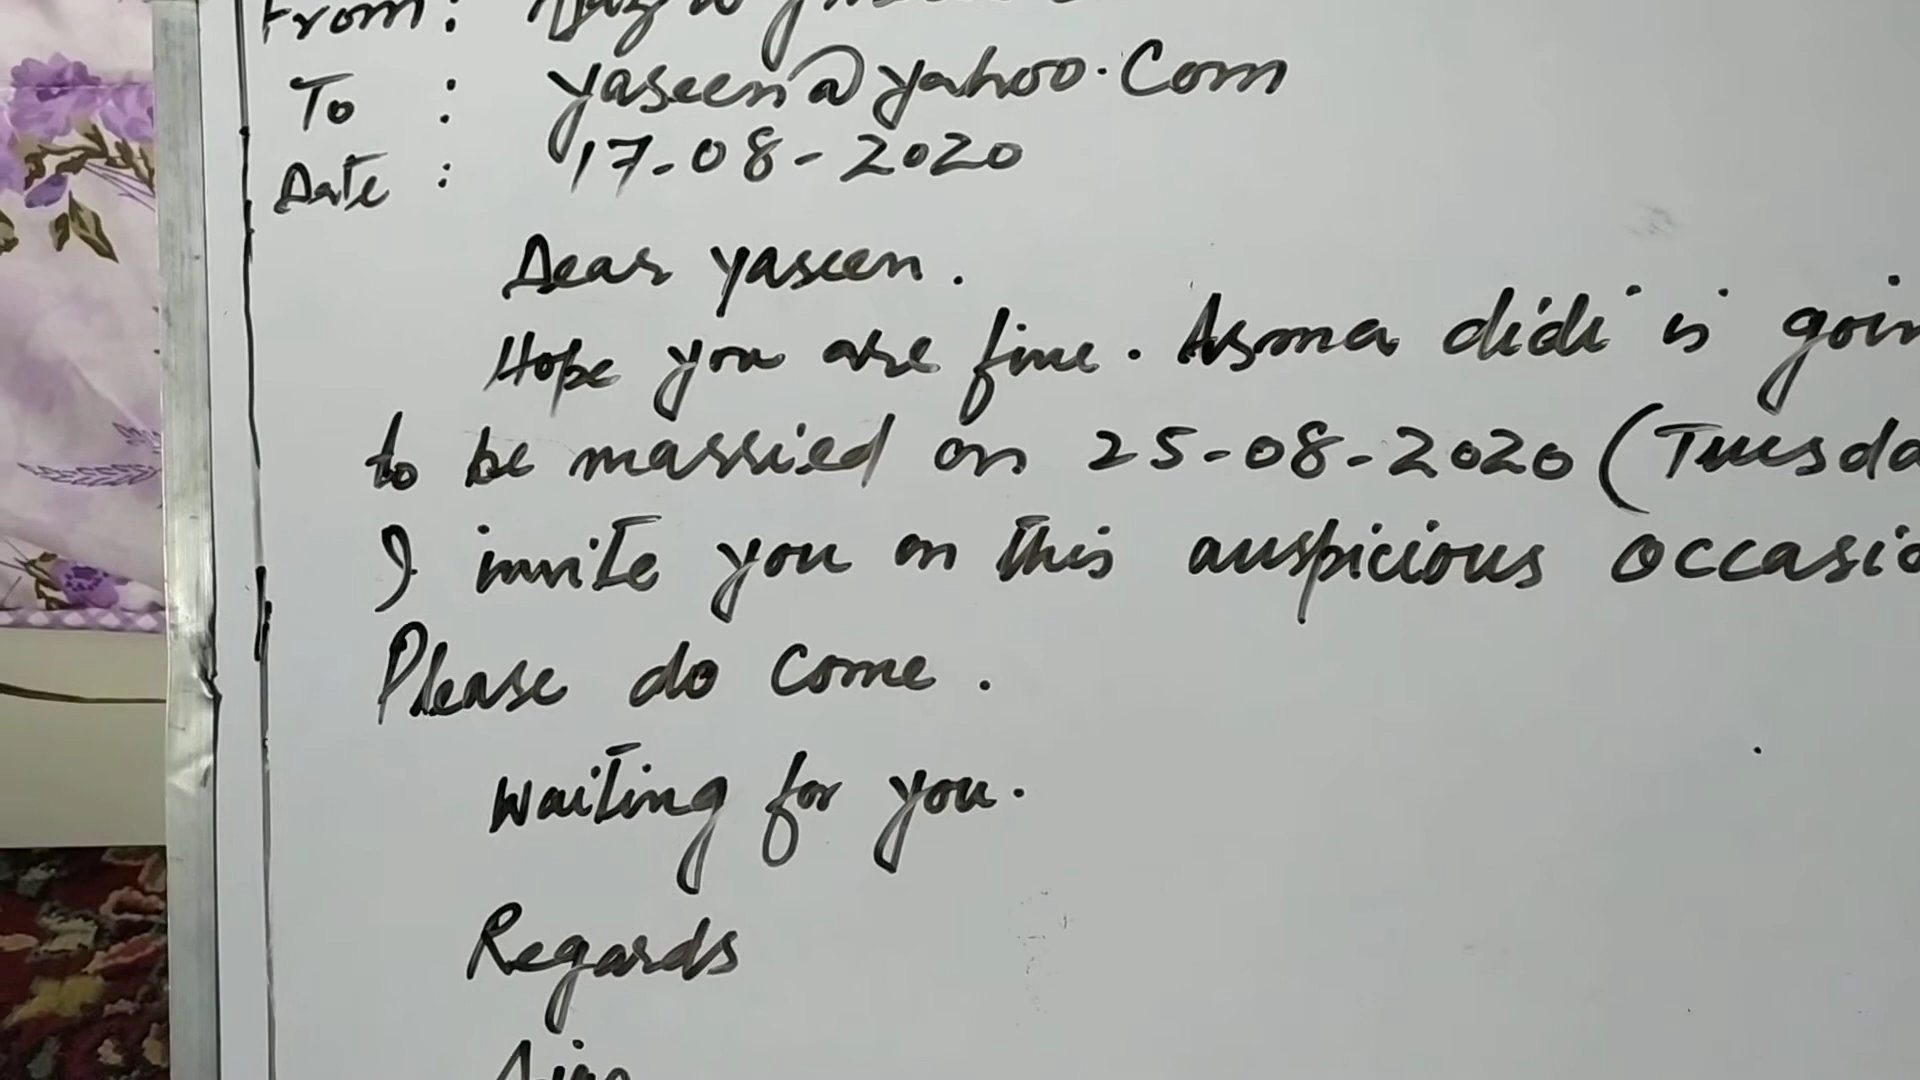 From :
To : yaseen@yahoo.Com
Date : 17-08-2020
Dear yaseen.
Hope you are fine. Asma didi is goin
to be married on 25-08-2020 (Tuesda
I invite you on this auspicious occasio
Please do come.
Waiting for you.
Regards